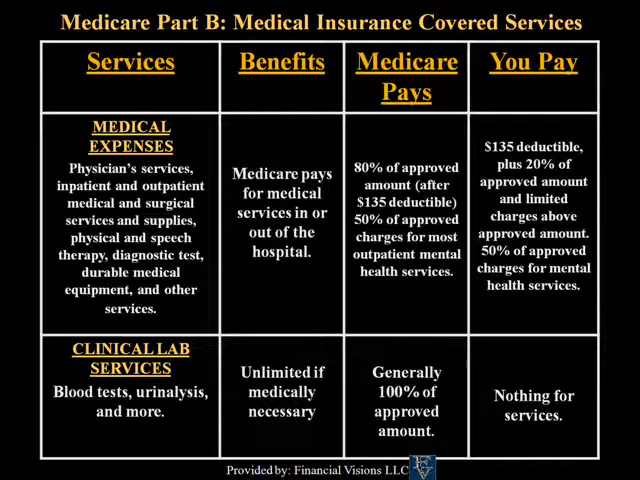 Medicare Part B: Medical Insurance Covered Services
Services
Benefits
Medicare
Pays
You Pay
MEDICAL
EXPENSES
Physician's services,
inpatient and outpatient
medical and surgical
services and supplies,
physical and speech
therapy, diagnostic test,
durable medical
equipment, and other
services.
Medicare pays
for medical
services in or
out of the
hospital.
80% of approved
amount (after
$135 deductible)
50% of approved
charges for most
outpatient mental
health services.
$135 deductible,
plus 20% of
approved amount
and limited
charges above
approved amount.
50% of approved
charges for mental
health services.
CLINICAL LAB
SERVICES
Blood tests, urinalysis,
and more.
Unlimited if
medically
necessary
Generally
100% of
approved
amount.
Nothing for
services.
Provided by: Financial Visions LLC